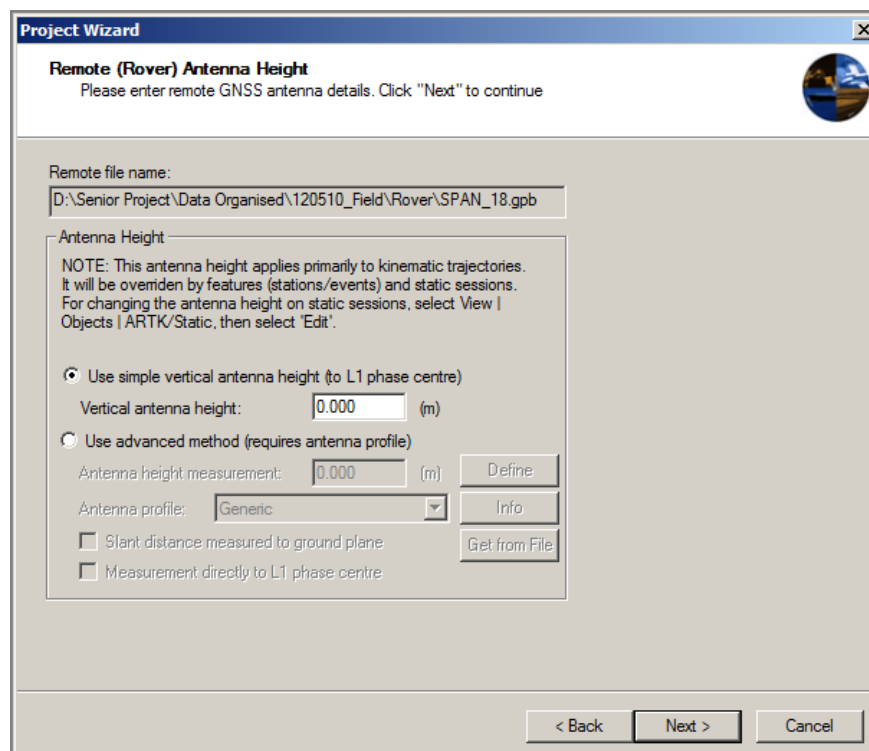 Project Wizard
Remote (Rover) Antenna Height
Please enter remote GNSS antenna details. Click "Next" to continue
Remote file name:
D:\Senior Project\Data Organised\120510_Field\Rover\SPAN_18.gpb
Antenna Height
NOTE: This antenna height applies primarily to kinematic trajectories.
It will be overriden by features (stations/events) and static sessions.
For changing the antenna height on static sessions, select View |
Objects | ARTK/Static, then select 'Edit'.
Use simple vertical antenna height (to L1 phase centre)
Vertical antenna height: 0.000 (m)
Use advanced method (requires antenna profile)
Antenna height measurement: 0.000 (m) Define
Antenna profile: Generic Info
Slant distance measured to ground plane Get from File
Measurement directly to L1 phase centre
< Back Next > Cancel